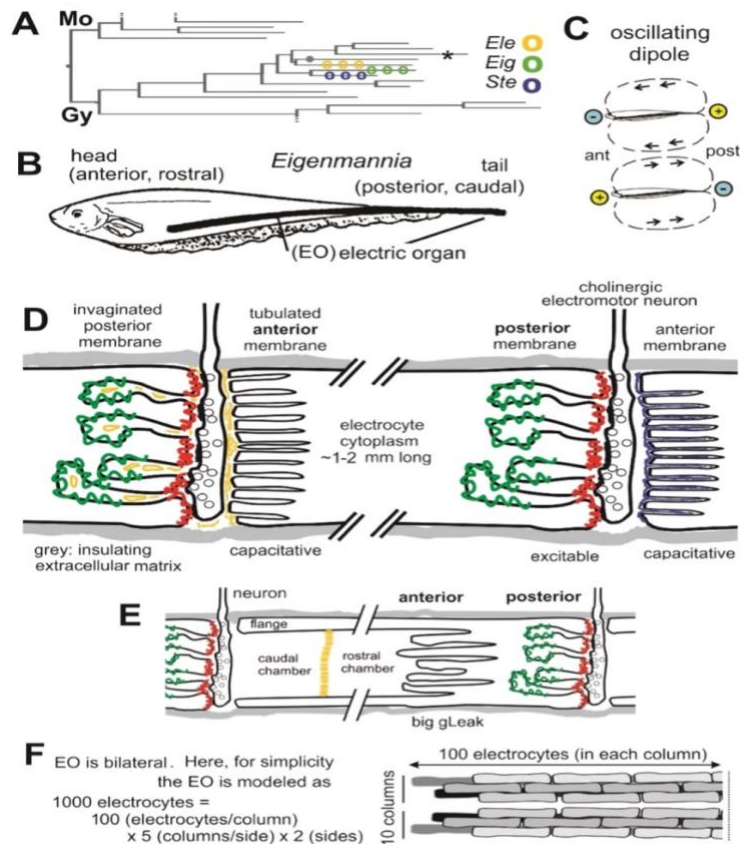 A
Mo
Gy
*
Ele
Eig
Ste
C
oscillating
dipole
-
+
ant
post
+
-
B
head
(anterior, rostral)
Eigenmannia
tail
(posterior, caudal)
(EO) electric organ
D
invaginated
posterior
membrane
tubulated
anterior
membrane
cholinergic
electromotor neuron
posterior
membrane
anterior
membrane
electrocyte
cytoplasm
~1-2 mm long
grey: insulating
extracellular matrix
capacitative
excitable
capacitative
E
neuron
anterior
posterior
flange
caudal
chamber
rostral
chamber
big gLeak
F
EO is bilateral. Here, for simplicity
the EO is modeled as
1000 electrocytes =
100 (electrocytes/column)
x 5 (columns/side) x 2 (sides)
100 electrocytes (in each column)
10 columns